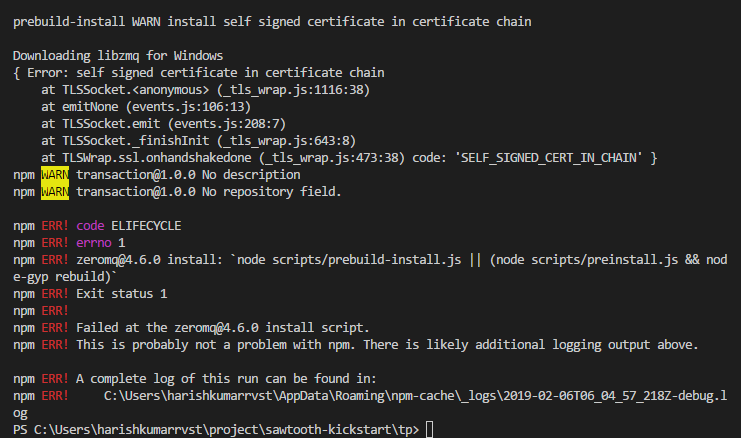 prebuild-install WARN install self signed certificate in certificate chain
Downloading libzmq for Windows
{ Error: self signed certificate in certificate chain
    at TLSSocket.<anonymous> (_tls_wrap.js:1116:38)
    at emitNone (events.js:106:13)
    at TLSSocket.emit (events.js:208:7)
    at TLSSocket._finishInit (_tls_wrap.js:643:8)
    at TLSWrap.ssl.onhandshakedone (_tls_wrap.js:473:38) code: 'SELF_SIGNED_CERT_IN_CHAIN' }
npm WARN transaction@1.0.0 No description
npm WARN transaction@1.0.0 No repository field.
npm ERR! code ELIFECYCLE
npm ERR! errno 1
npm ERR! zeromq@4.6.0 install: `node scripts/prebuild-install.js || (node scripts/preinstall.js && nod
e-gyp rebuild)`
npm ERR! Exit status 1
npm ERR!
npm ERR! Failed at the zeromq@4.6.0 install script.
npm ERR! This is probably not a problem with npm. There is likely additional logging output above.
npm ERR! A complete log of this run can be found in:
npm ERR!     C:\Users\harishkumarrvst\AppData\Roaming\npm-cache\_logs\2019-02-06T06_04_57_218Z-debug.l
og
PS C:\Users\harishkumarrvst\project\sawtooth-kickstart\tp>